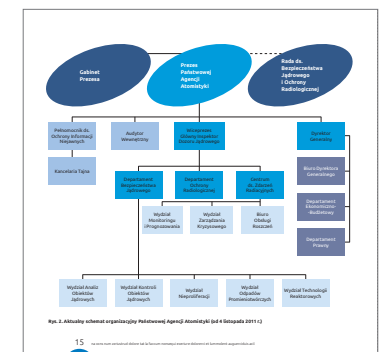 Gabinet
Prezesa
Prezes
Państwowej
Agencji
Atomistyki
Rada ds.
Bezpieczeństwa
Jądrowego
i Ochrony
Radiologicznej
Pełnomocnik ds.
Ochrony Informacji
Niejawnych
Audytor
Wewnętrzny
Wiceprezes
Główny Inspektor
Dozoru Jądrowego
Dyrektor
Generalny
Kancelaria Tajna
Departament
Bezpieczeństwa
Jądrowego
Departament
Ochrony
Radiologicznej
Centrum
ds. Zdarzeń
Radiacyjnych
Biuro Dyrektora
Generalnego
Departament
Ekonomiczno-
Budżetowy
Departament
Prawny
Wydział
Monitoringu
i Prognozowania
Wydział
Zarządzania
Kryzysowego
Biuro
Obsługi
Roszczeń
Wydział Analiz
Obiektów
Jądrowych
Wydział Kontroli
Obiektów
Jądrowych
Wydział
Nieproliferacji
Wydział
Odpadów
Promieniotwórczych
Wydział Technologii
Reaktorowych
Rys. 2. Aktualny schemat organizacyjny Państwowej Agencji Atomistyki (od 4 listopada 2011 r.)
15